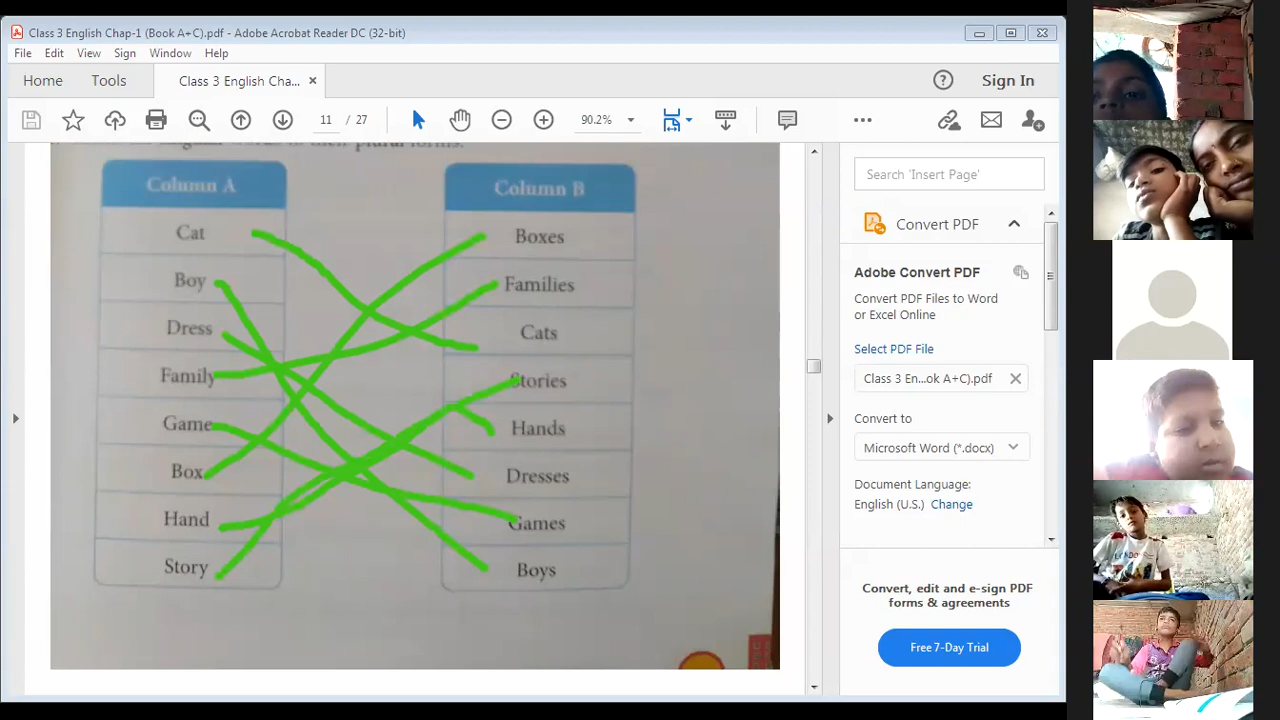 Class 3 English Chap-1 (Book A+C).pdf - Adobe Acrobat Reader DC (32-bit)
File Edit View Sign Window Help
Home Tools Class 3 English Cha... × Sign In
11 / 27 90.2%
their plural forms.
Column A Column B
Cat Boxes
Boy Families
Dress Cats
Family Stories
Game Hands
Box Dresses
Hand Games
Story Boys
Search 'Insert Page'
Convert PDF
Adobe Convert PDF
Convert PDF Files to Word
or Excel Online
Select PDF File
Class 3 En...ok A+C).pdf
Convert to
Microsoft Word (*.docx)
Document Language:
English (U.S.) Change
Convert, edit and e-sign PDF
forms & agreements
Free 7-Day Trial